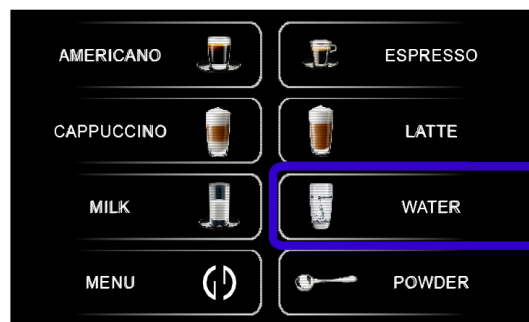 AMERICANO
ESPRESSO
CAPPUCCINO
LATTE
MILK
WATER
MENU
POWDER